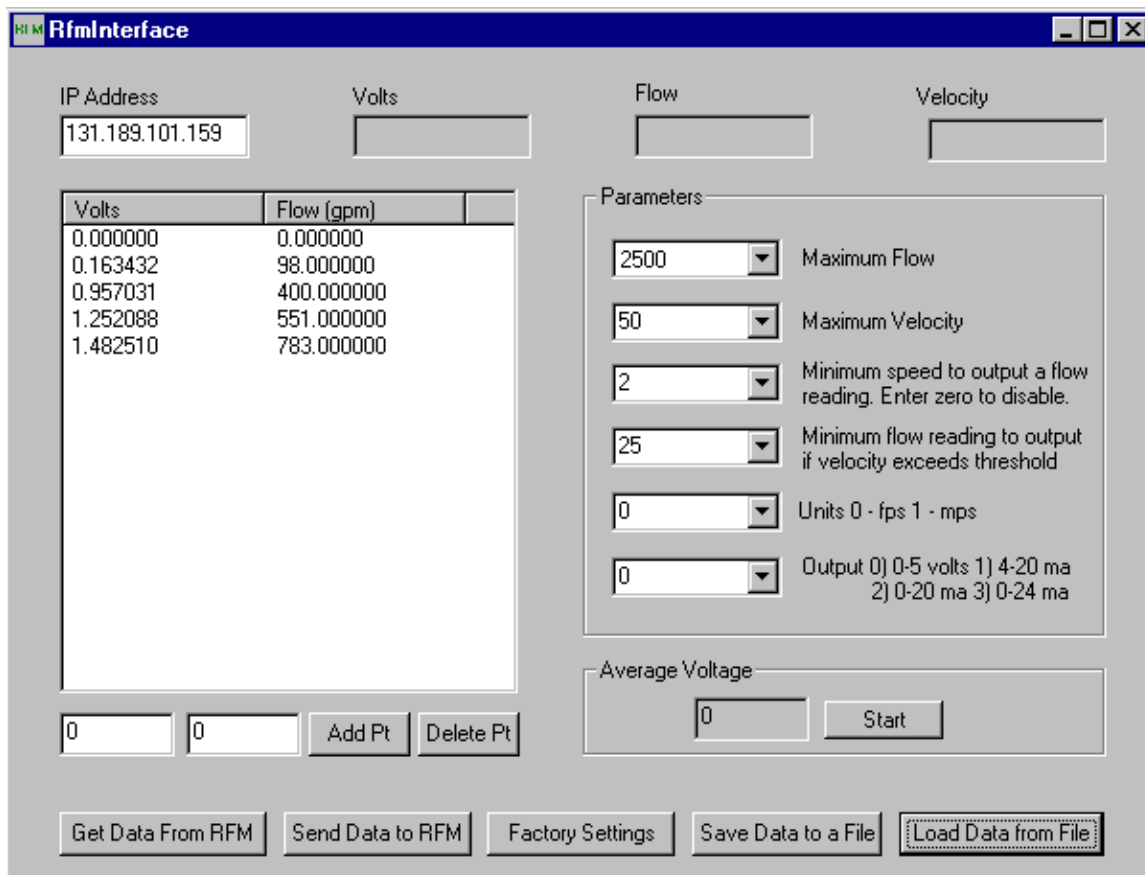 RFM RfmInterface
IP Address Volts Flow Velocity
131.189.101.159
Volts Flow (gpm)
0.000000 0.000000
0.163432 98.000000
0.957031 400.000000
1.252088 551.000000
1.482510 783.000000
0 0 Add Pt Delete Pt
Parameters
2500 Maximum Flow
50 Maximum Velocity
2 Minimum speed to output a flow
reading. Enter zero to disable.
25 Minimum flow reading to output
if velocity exceeds threshold
0 Units 0 - fps 1 - mps
0 Output 0) 0-5 volts 1) 4-20 ma
2) 0-20 ma 3) 0-24 ma
Average Voltage
0 Start
Get Data From RFM Send Data to RFM Factory Settings Save Data to a File Load Data from File